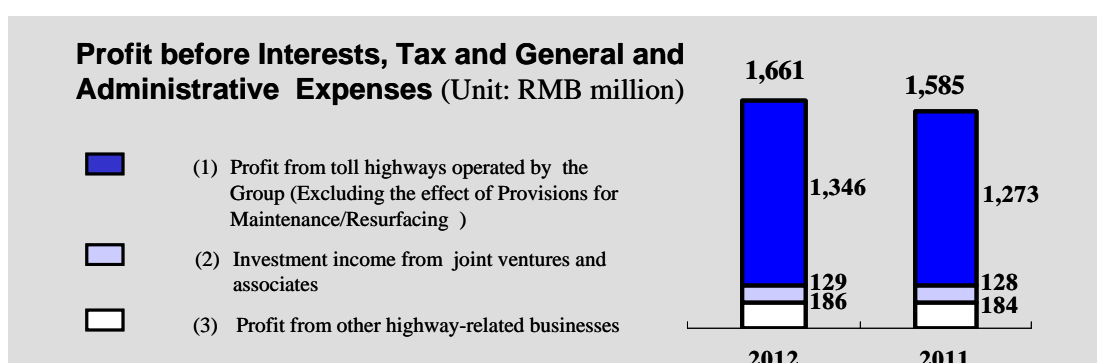 Profit before Interests, Tax and General and
Administrative Expenses (Unit: RMB million)
(1) Profit from toll highways operated by the
Group (Excluding the effect of Provisions for
Maintenance/Resurfacing )
(2) Investment income from joint ventures and
associates
(3) Profit from other highway-related businesses
1,661
1,585
1,346
1,273
129
128
186
184
2012
2011